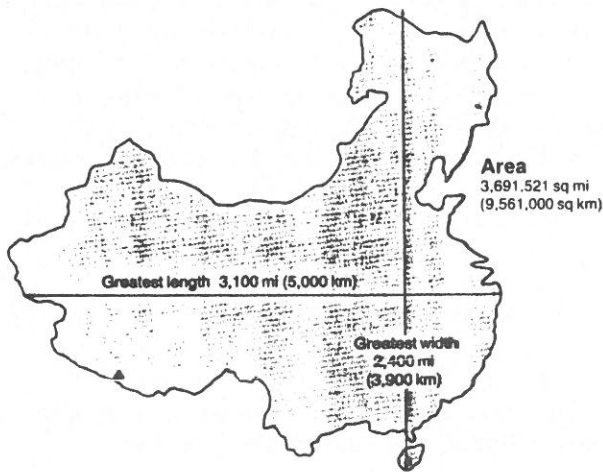 Area
3,691,521 sq mi
(9,561,000 sq km)
Greatest length 3,100 mi (5,000 km)
Greatest width
2,400 mi
(3,900 km)